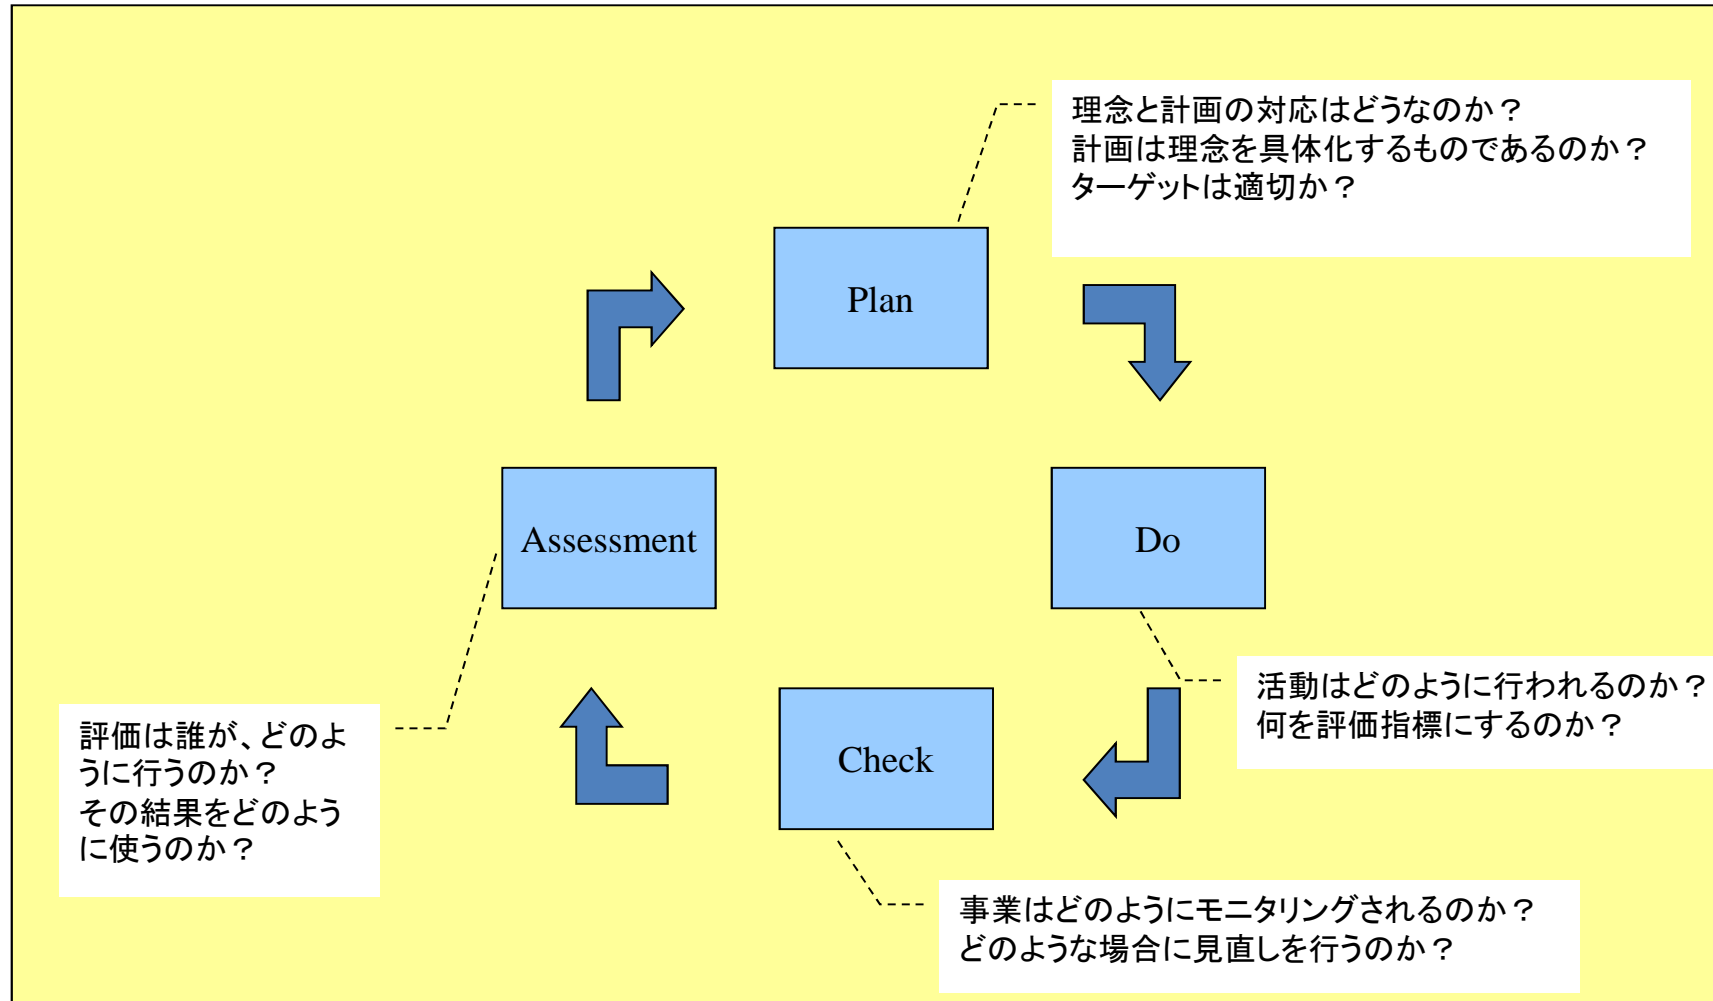 理念と計画の対応はどうなのか？
計画は理念を具体化するものであるのか？
ターゲットは適切か？
Plan
Assessment
Do
活動はどのように行われるのか？
何を評価指標にするのか？
評価は誰が、どのよ
うに行うのか？
その結果をどのよう
に使うのか？
Check
事業はどのようにモニタリングされるのか？
どのような場合に見直しを行うのか？